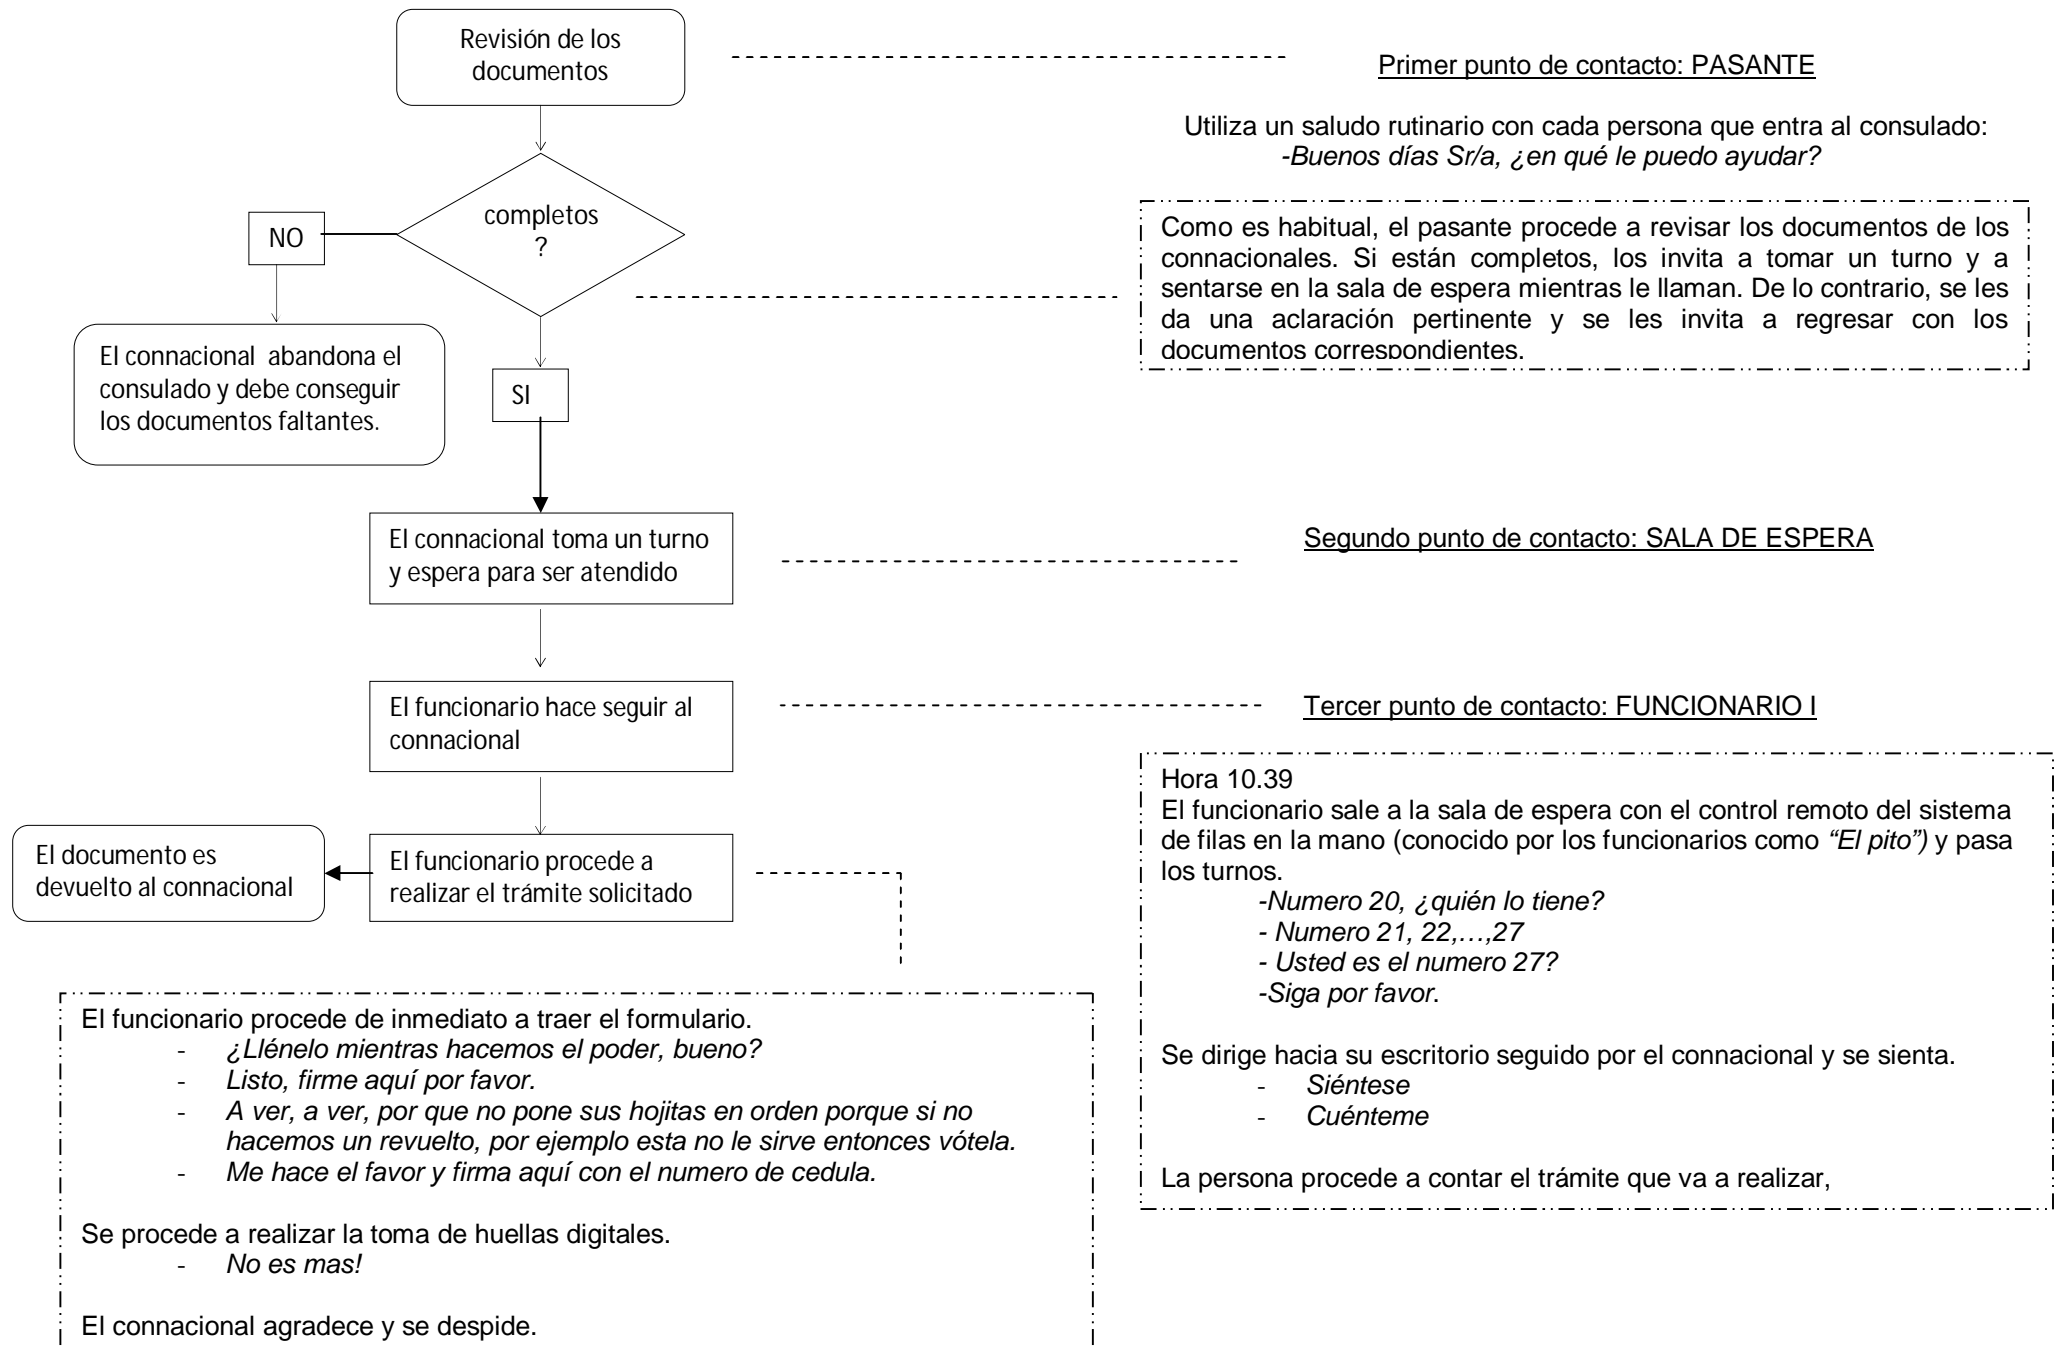 Revisión de los
documentos
Primer punto de contacto: PASANTE
Utiliza un saludo rutinario con cada persona que entra al consulado:
-Buenos días Sr/a, ¿en qué le puedo ayudar?
completos
?
NO
Como es habitual, el pasante procede a revisar los documentos de los
connacionales. Si están completos, los invita a tomar un turno y a
sentarse en la sala de espera mientras le llaman. De lo contrario, se les
da una aclaración pertinente y se les invita a regresar con los
documentos correspondientes.
El connacional abandona el
consulado y debe conseguir
los documentos faltantes.
SI
El connacional toma un turno
y espera para ser atendido
Segundo punto de contacto: SALA DE ESPERA
El funcionario hace seguir al
connacional
Tercer punto de contacto: FUNCIONARIO I
Hora 10.39
El funcionario sale a la sala de espera con el control remoto del sistema
de filas en la mano (conocido por los funcionarios como “El pito”) y pasa
los turnos.
-Numero 20, ¿quién lo tiene?
- Numero 21, 22,…,27
- Usted es el numero 27?
-Siga por favor.
Se dirige hacia su escritorio seguido por el connacional y se sienta.
- Siéntese
- Cuénteme
La persona procede a contar el trámite que va a realizar,
El funcionario procede a
realizar el trámite solicitado
El documento es
devuelto al connacional
El funcionario procede de inmediato a traer el formulario.
- ¿Llénelo mientras hacemos el poder, bueno?
- Listo, firme aquí por favor.
- A ver, a ver, por que no pone sus hojitas en orden porque si no
hacemos un revuelto, por ejemplo esta no le sirve entonces vótela.
- Me hace el favor y firma aquí con el numero de cedula.
Se procede a realizar la toma de huellas digitales.
- No es mas!
El connacional agradece y se despide.